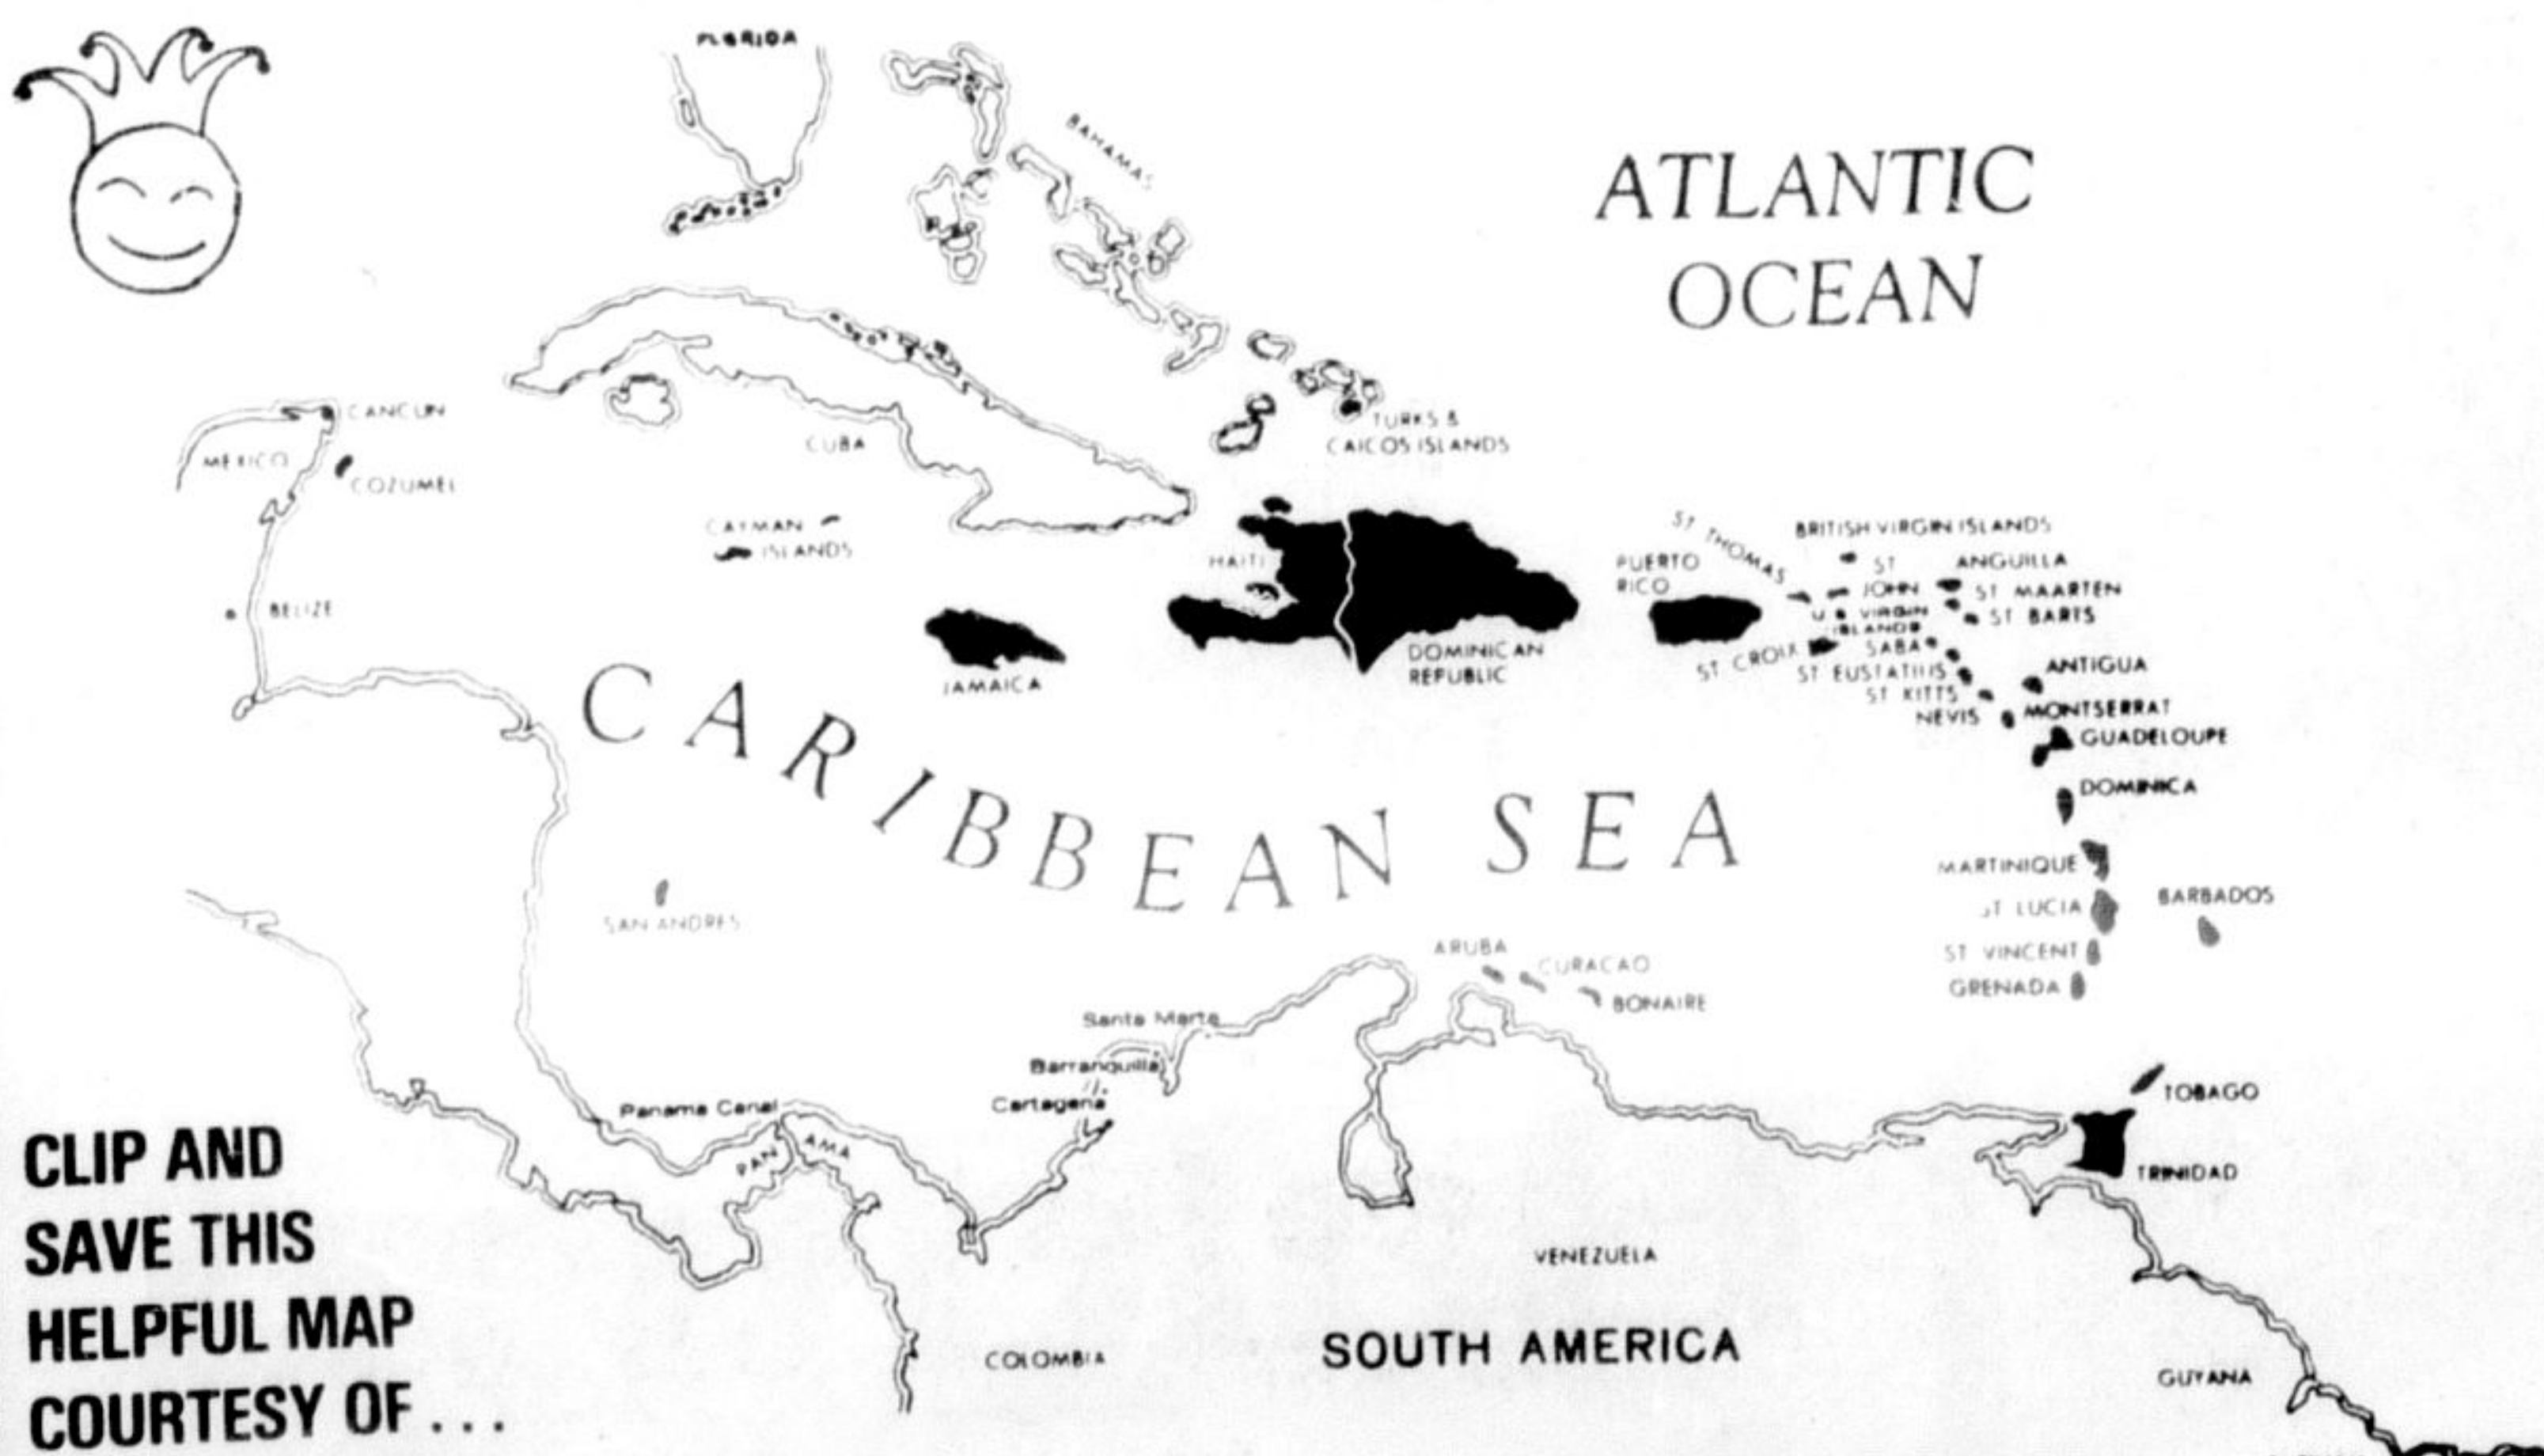 FLORIDA
BAHAMAS
ATLANTIC
OCEAN
CANCUN
MEXICO
COZUMEL
CUBA
TURKS &
CAICOS ISLANDS
CAYMAN
ISLANDS
BELIZE
HAITI
JAMAICA
DOMINICAN
REPUBLIC
PUERTO
RICO
ST THOMAS
BRITISH VIRGIN ISLANDS
ST
JOHN
ANGUILLA
ST MAARTEN
U S VIRGIN
ISLANDS
ST BARTS
ST CROIX
SABA
ST EUSTATIUS
ST KITTS
ANTIGUA
NEVIS
MONTSERRAT
GUADELOUPE
DOMINICA
CARIBBEAN SEA
MARTINIQUE
ST LUCIA
BARBADOS
ST VINCENT
GRENADA
SAN ANDRES
ARUBA
CURACAO
BONAIRE
Santa Marta
Barranquilla
Cartagena
Panama Canal
PAN AMA
TOBAGO
TRINIDAD
VENEZUELA
COLOMBIA
SOUTH AMERICA
GUYANA
CLIP AND
SAVE THIS
HELPFUL MAP
COURTESY OF...